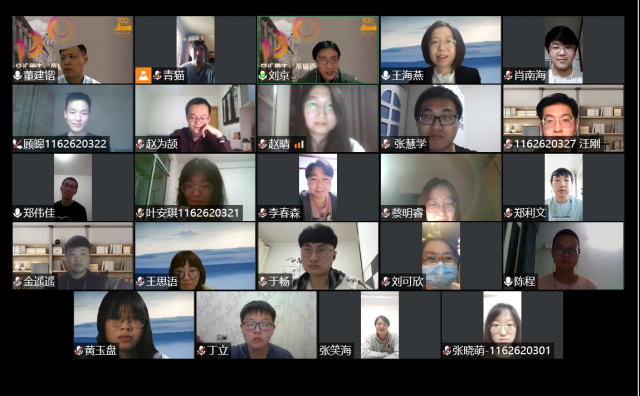 董建锴
青猫
刘京
王海燕
肖南海
顾皞1162620322
赵为颉
赵晴
张慧学
1162620327 汪刚
郑伟佳
叶安琪1162620321
李春森
蔡明睿
郑利文
金遥遥
王思语
于畅
刘可欣
陈程
黄玉盘
丁立
张笑海
张晓萌-1162620301